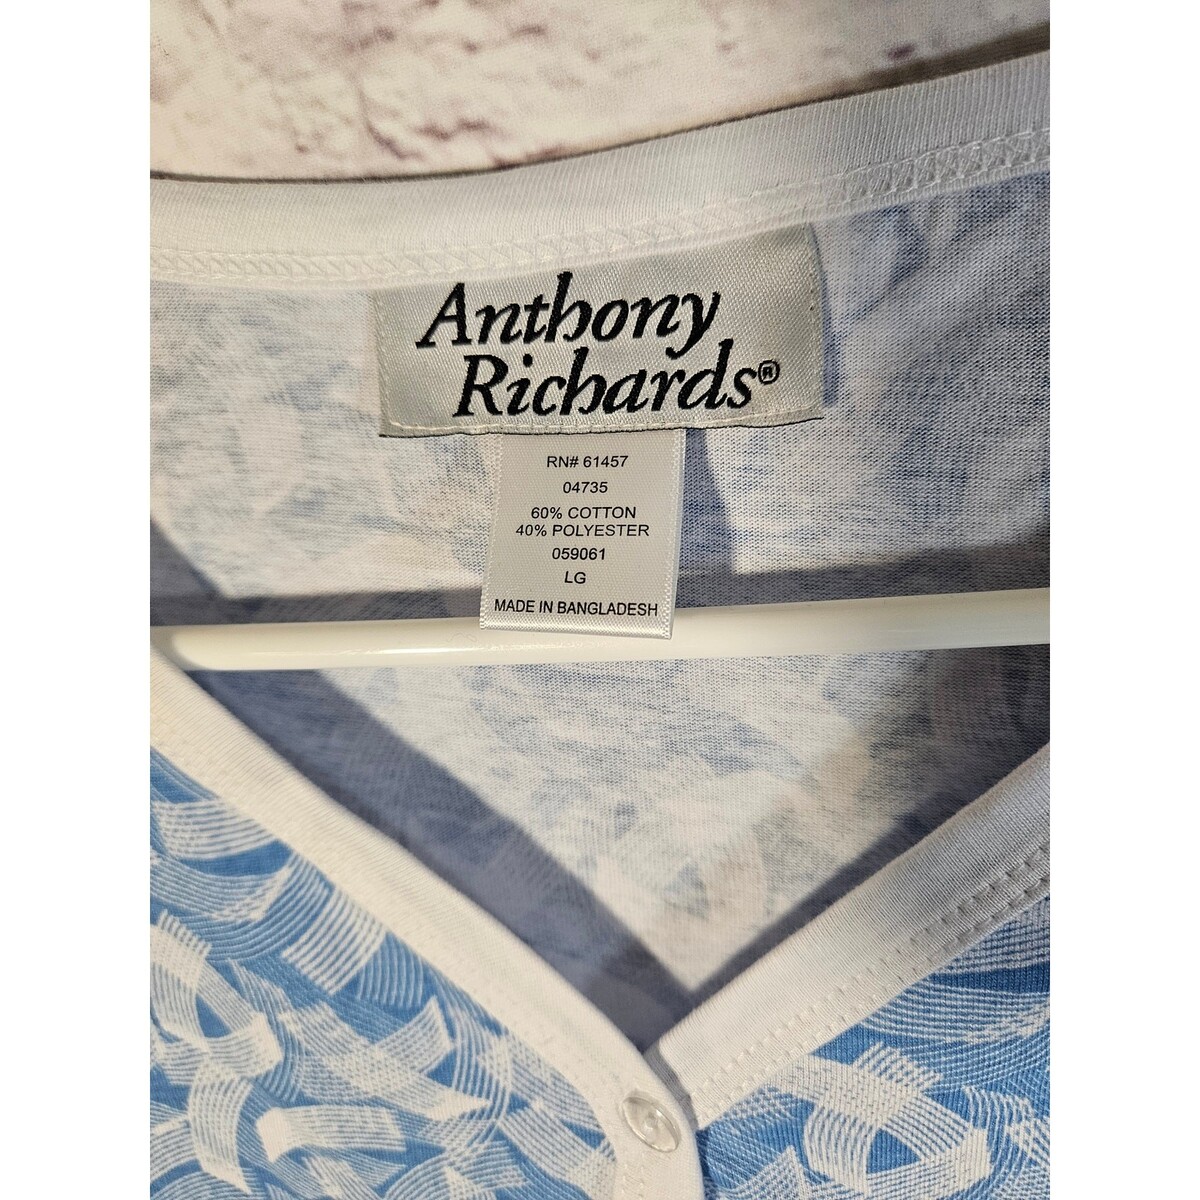 Anthony
Richards®
RN# 61457
04735
60% COTTON
40% POLYESTER
059061
LG
MADE IN BANGLADESH